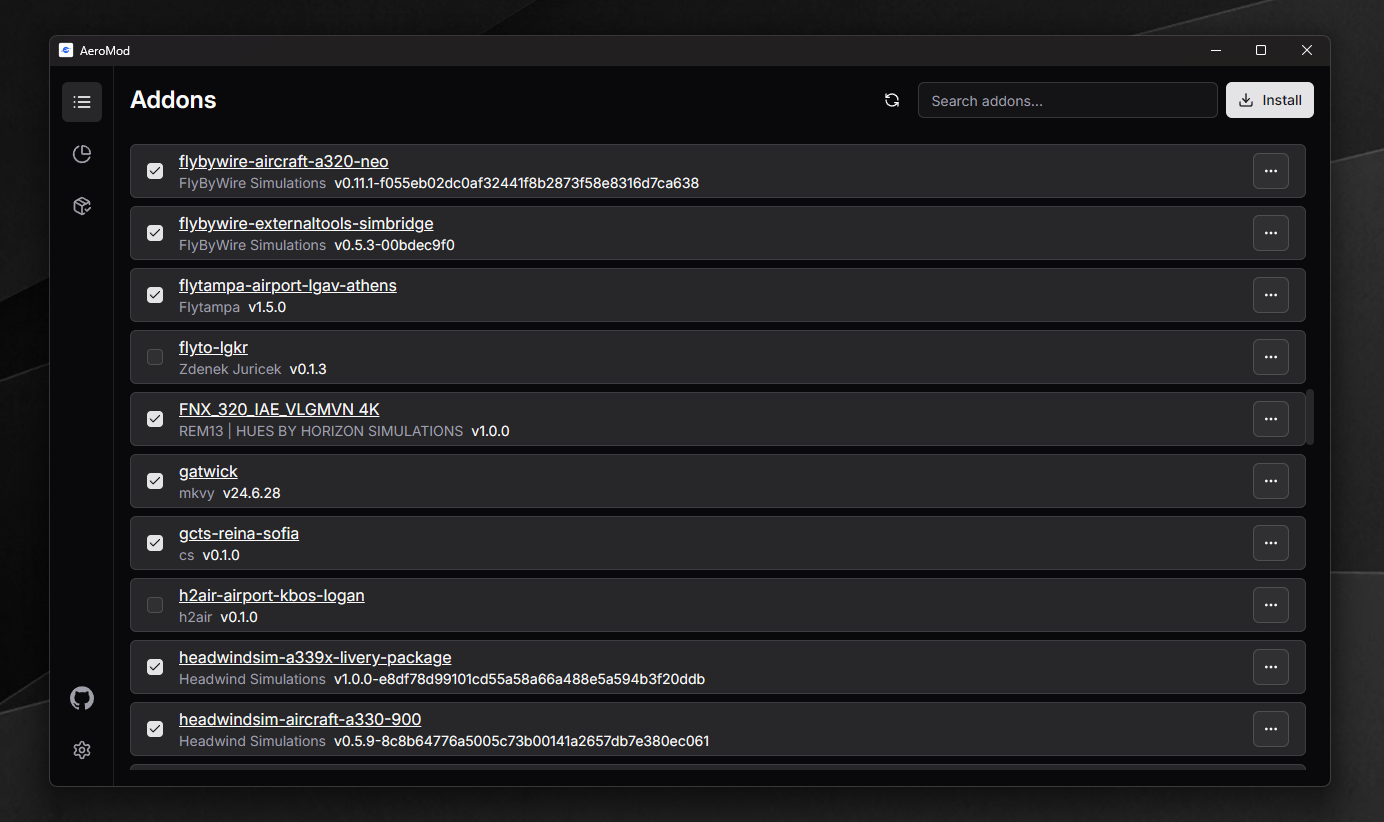 AeroMod
Addons
Search addons...
Install
flybywire-aircraft-a320-neo
FlyByWire Simulations v0.11.1-f055eb02dc0af32441f8b2873f58e8316d7ca638
flybywire-externaltools-simbridge
FlyByWire Simulations v0.5.3-00bdec9f0
flytampa-airport-lgav-athens
Flytampa v1.5.0
flyto-lgkr
Zdenek Juricek v0.1.3
FNX_320_IAE_VLGMVN 4K
REM13 | HUES BY HORIZON SIMULATIONS v1.0.0
gatwick
mkvy v24.6.28
gcts-reina-sofia
cs v0.1.0
h2air-airport-kbos-logan
h2air v0.1.0
headwindsim-a339x-livery-package
Headwind Simulations v1.0.0-e8df78d99101cd55a58a66a488e5a594b3f20ddb
headwindsim-aircraft-a330-900
Headwind Simulations v0.5.9-8c8b64776a5005c73b00141a2657db7e380ec061